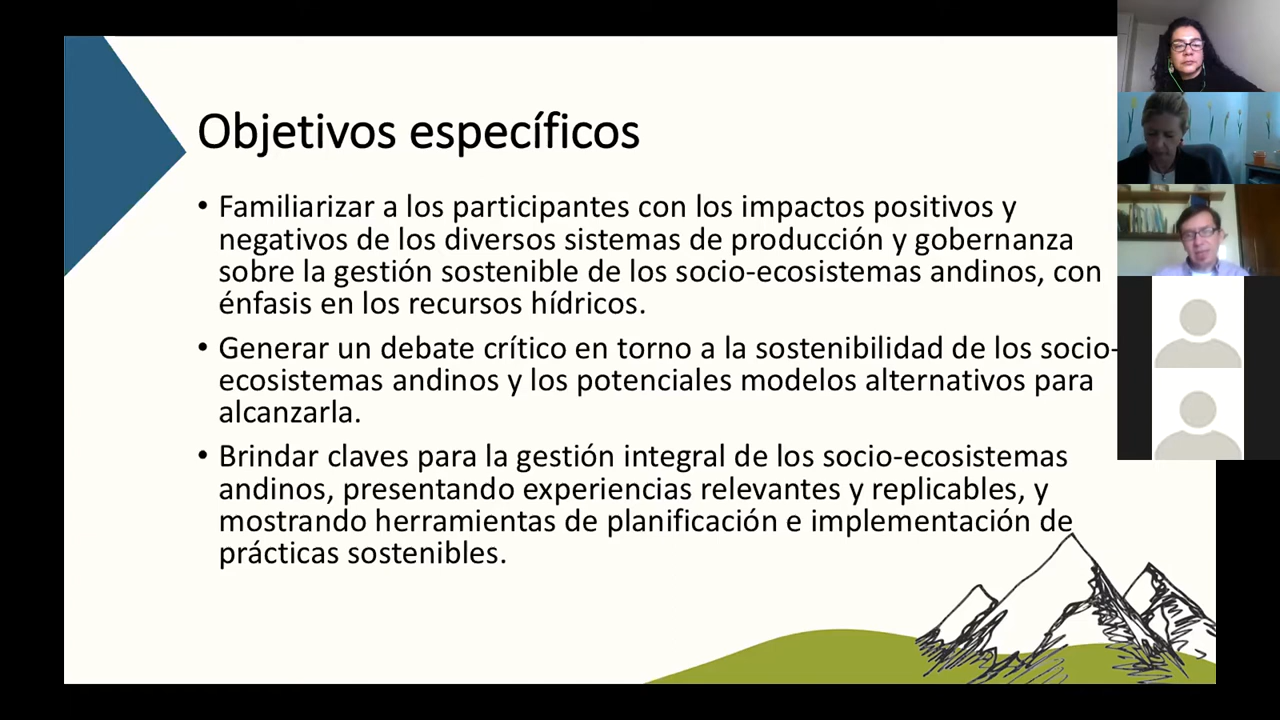 Objetivos específicos
• Familiarizar a los participantes con los impactos positivos y
negativos de los diversos sistemas de producción y gobernanza
sobre la gestión sostenible de los socio-ecosistemas andinos, con
énfasis en los recursos hídricos.
• Generar un debate crítico en torno a la sostenibilidad de los socio-
ecosistemas andinos y los potenciales modelos alternativos para
alcanzarla.
• Brindar claves para la gestión integral de los socio-ecosistemas
andinos, presentando experiencias relevantes y replicables, y
mostrando herramientas de planificación e implementación de
prácticas sostenibles.